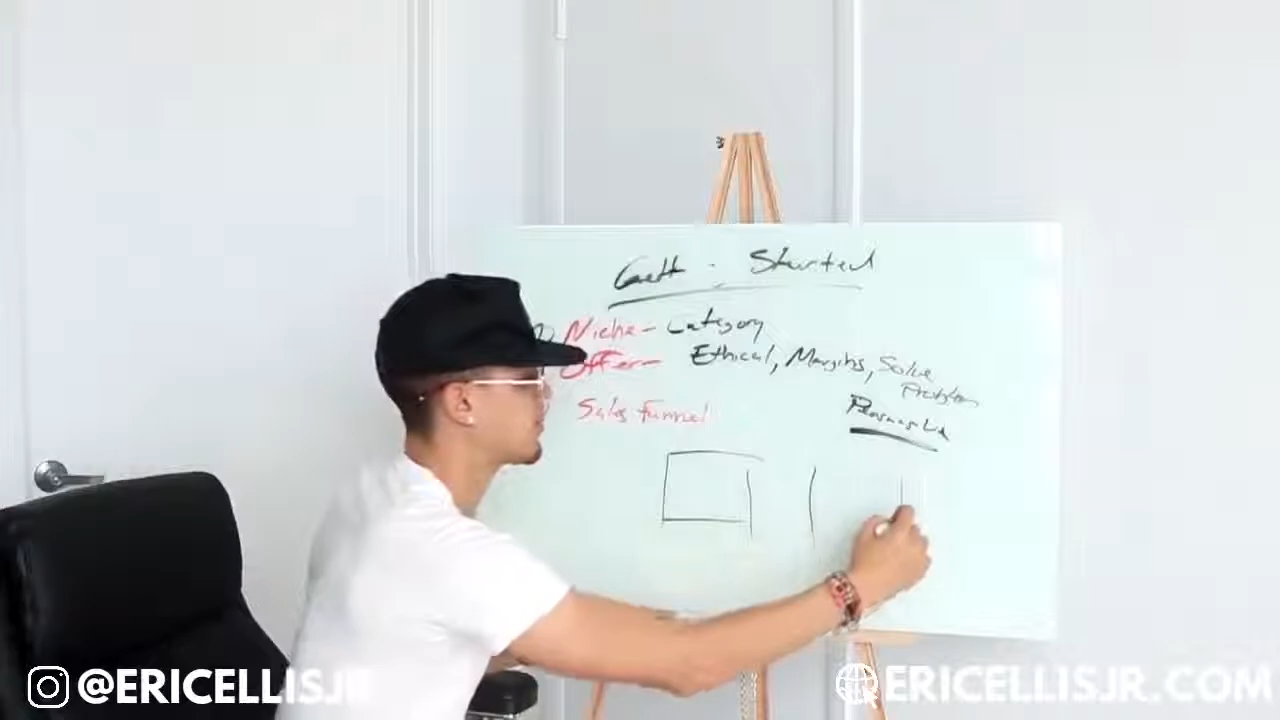 Gett - Started
Niche - Category
Offer - Ethical, Margins, Solve
Problem
Sales Funnel
@ERICELLISJR
ERICELLISJR.COM